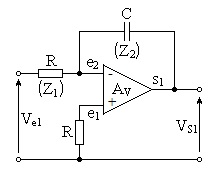 C
R
e₂
(Z₂)
(Z₁)
-
s₁
Av
+
Ve1
e₁
R
VS1